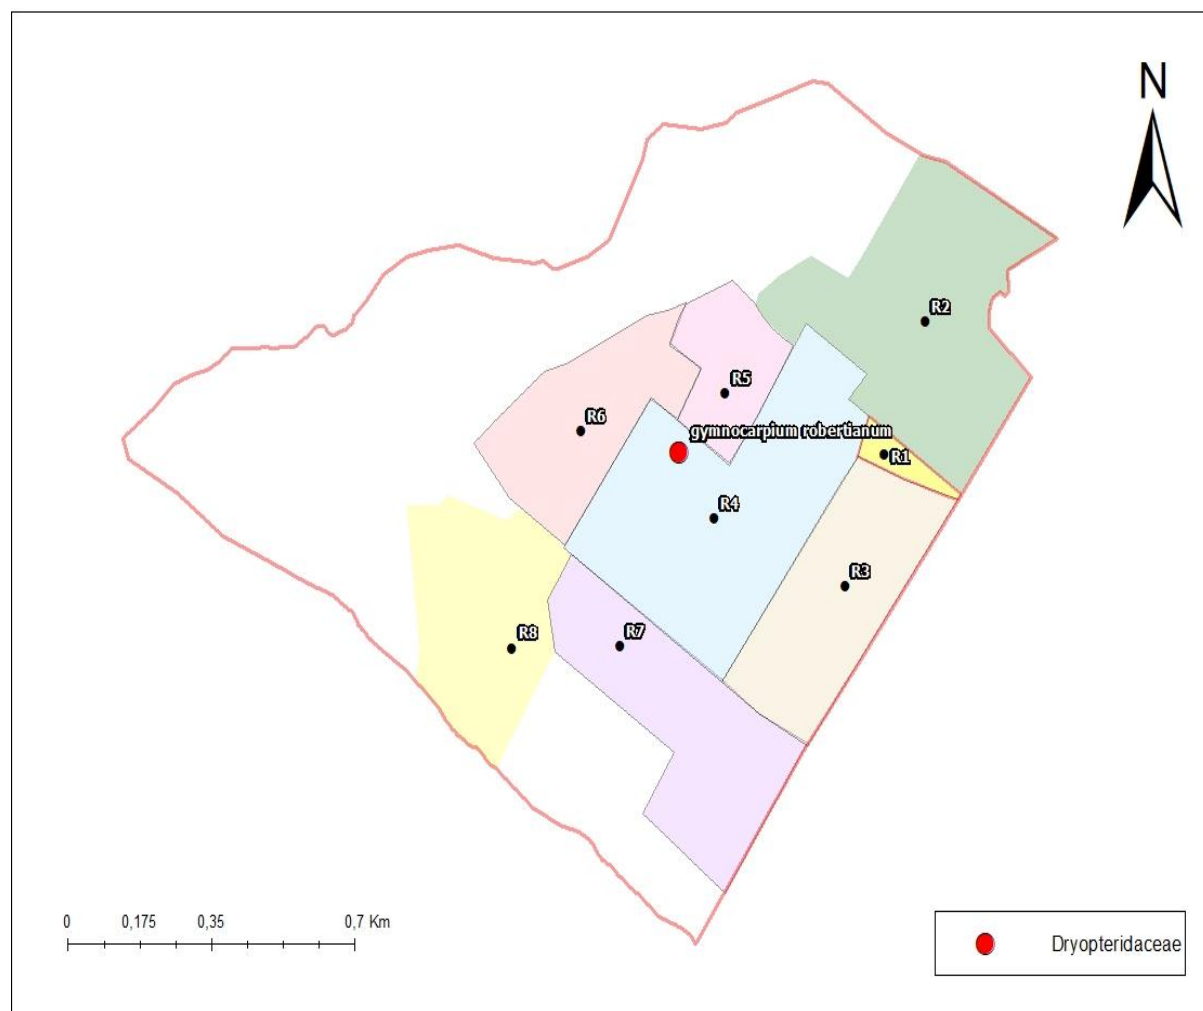 N
R2
R5
R6
gymnocarpium robertianum
R1
R4
R3
R7
R8
0 0,175 0,35 0,7 Km
Dryopteridaceae